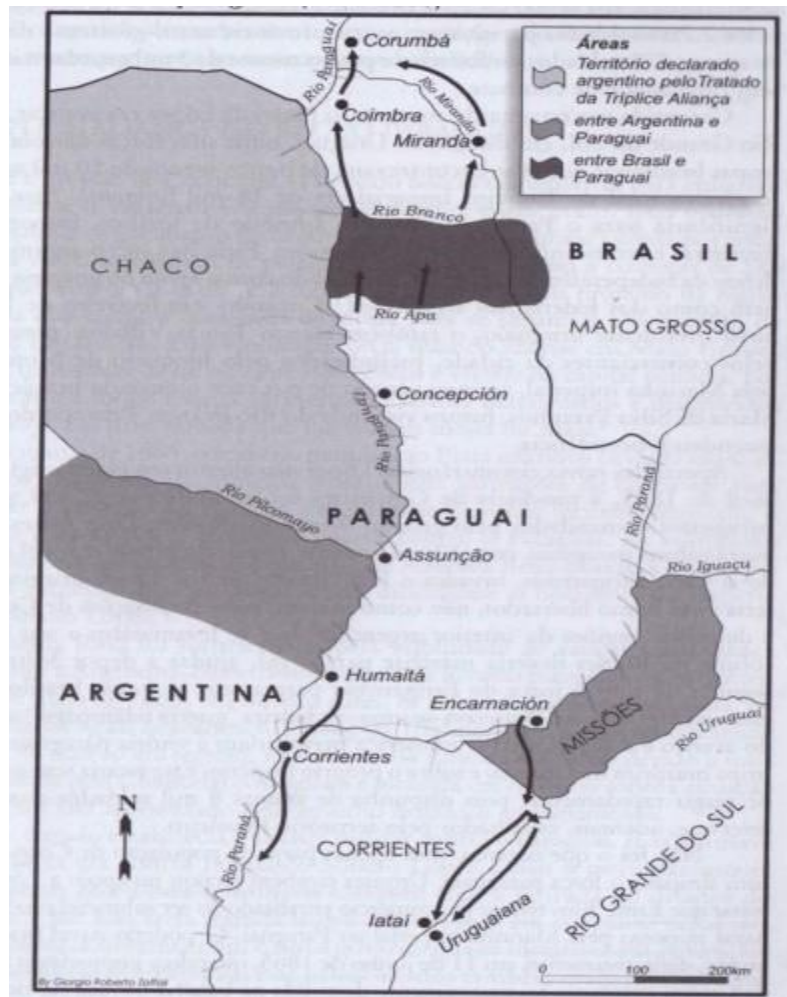 Corumbá
Rio Paraguai
Áreas
Território declarado
argentino pelo Tratado
da Tríplice Aliança
entre Argentina e
Paraguai
entre Brasil e
Paraguai
Coimbra
Rio Miranda
Miranda
Rio Branco
CHACO
BRASIL
Rio Apa
MATO GROSSO
Concepción
Rio Paraguai
Rio Paraná
Rio Pilcomayo
PARAGUAI
Assunção
Rio Iguaçu
Humaitá
ARGENTINA
Encarnación
MISSÕES
Rio Uruguai
Corrientes
N
Rio Paraná
CORRIENTES
RIO GRANDE DO SUL
Iataí
Uruguaiana
0 100 200km
By Giorgio Roberto